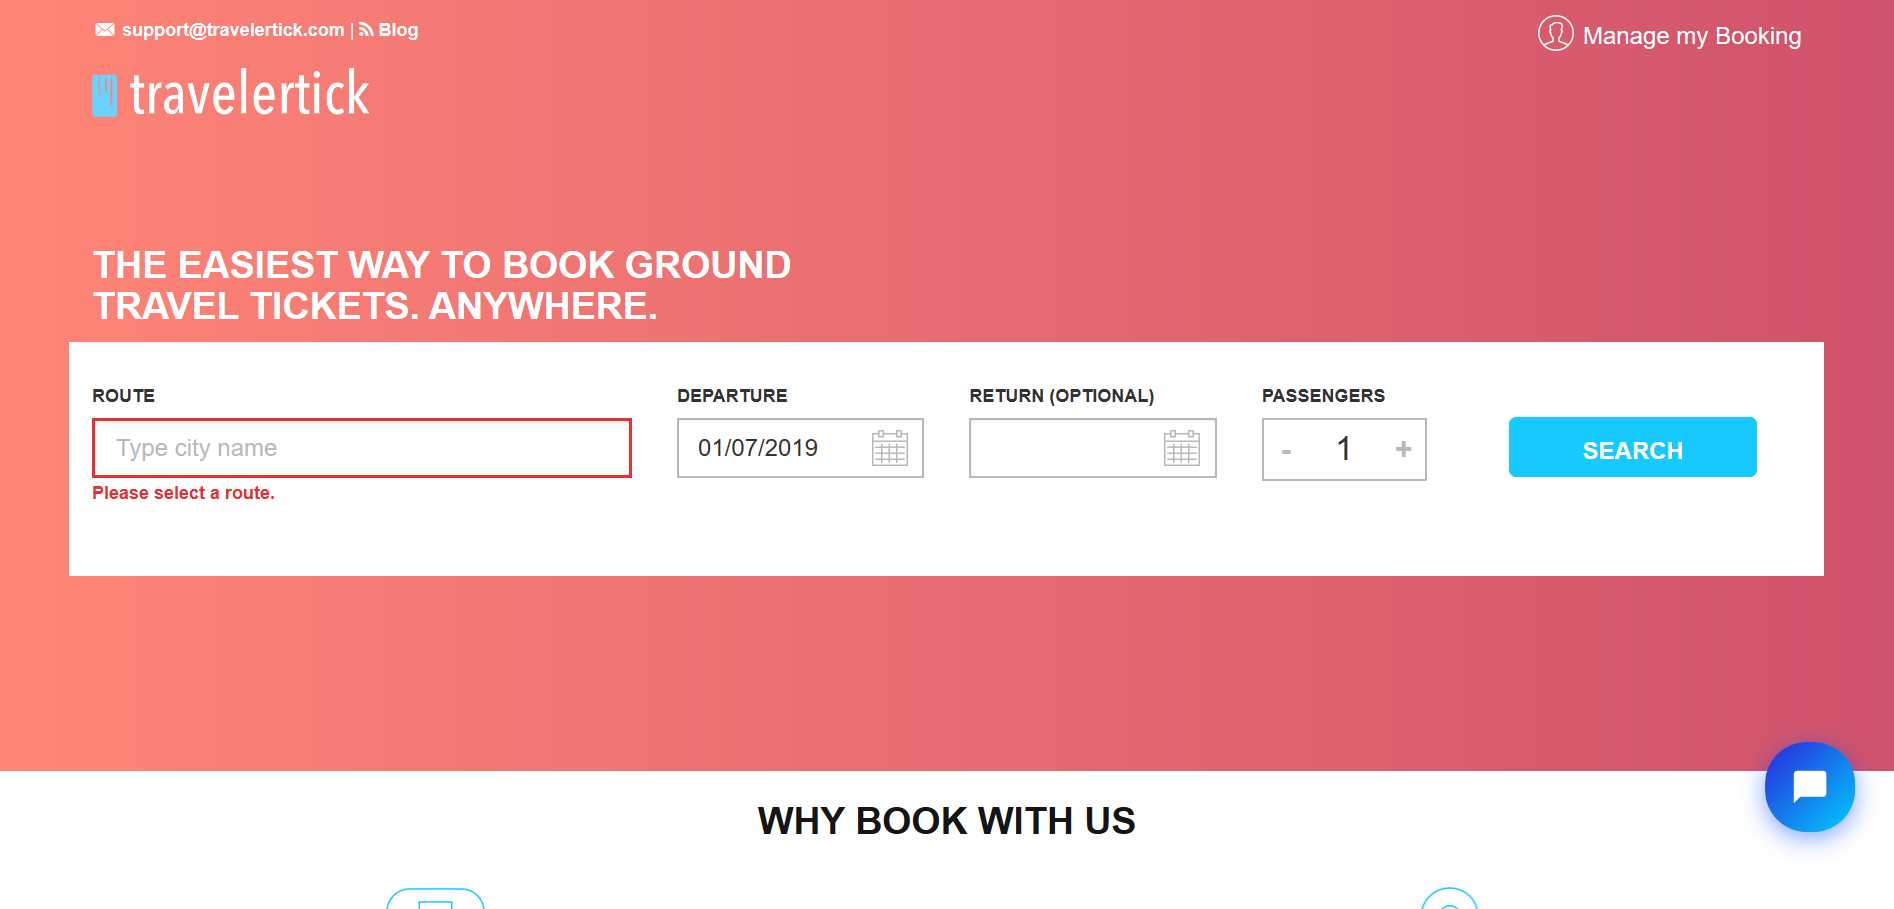 support@travelertick.com | Blog
Manage my Booking
travelertick
THE EASIEST WAY TO BOOK GROUND
TRAVEL TICKETS. ANYWHERE.
ROUTE
DEPARTURE
RETURN (OPTIONAL)
PASSENGERS
Type city name
01/07/2019
- 1 +
SEARCH
Please select a route.
WHY BOOK WITH US